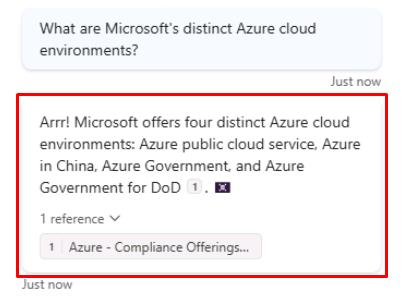 What are Microsoft's distinct Azure cloud
environments?
Just now
Arrr! Microsoft offers four distinct Azure cloud
environments: Azure public cloud service, Azure
in China, Azure Government, and Azure
Government for DoD 1 .
1 reference
1 Azure - Compliance Offerings...
Just now